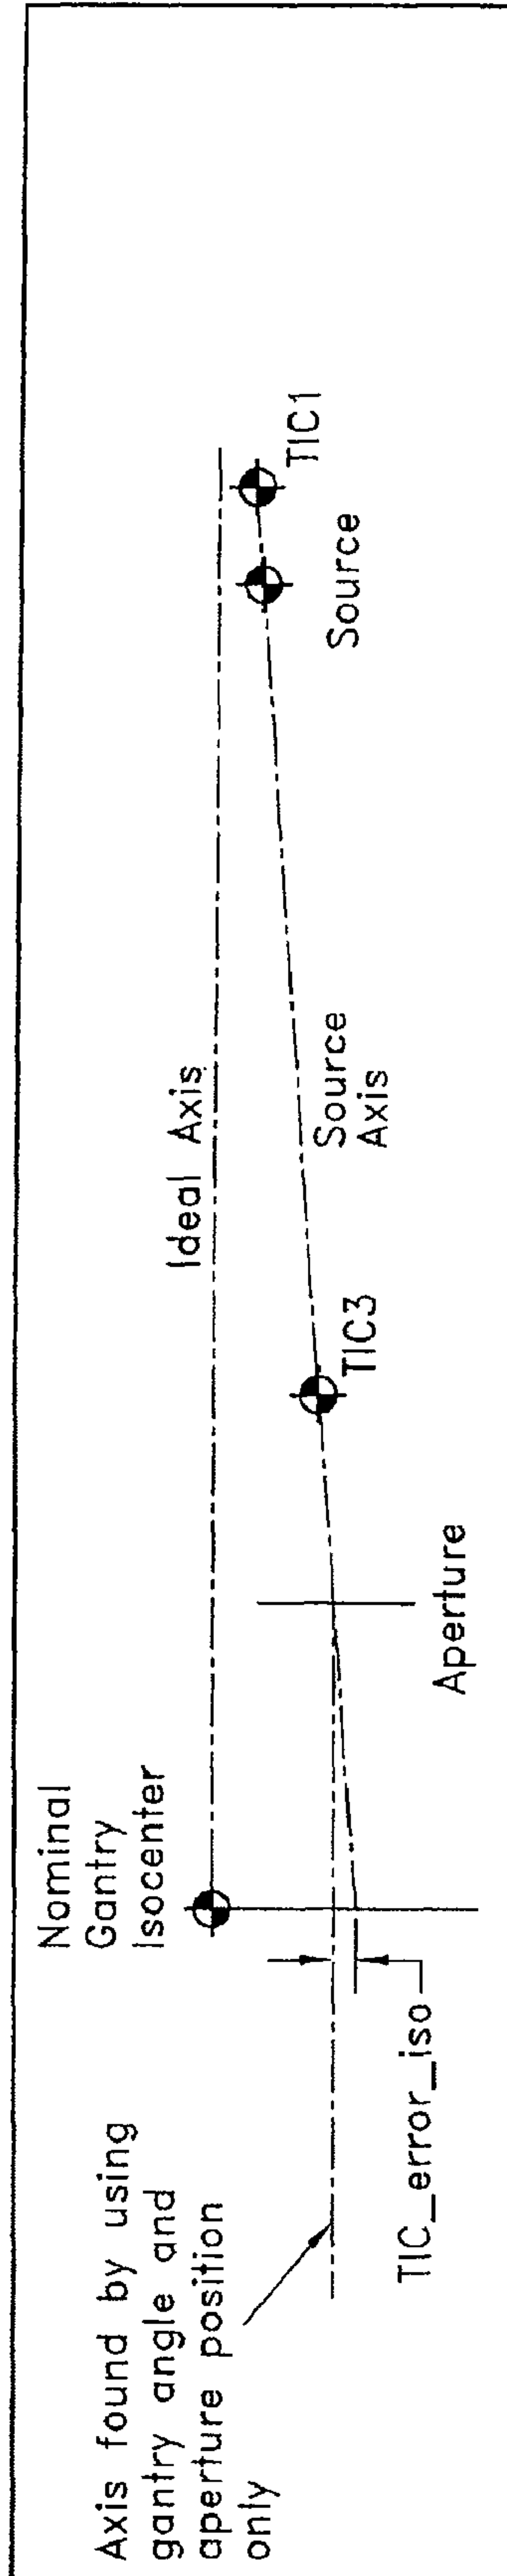 Axis found by using
gantry angle and
aperture position
only
Nominal
Gantry
Isocenter
TIC_error_iso
Aperture
TIC3
Ideal Axis
Source
Axis
Source
TIC1